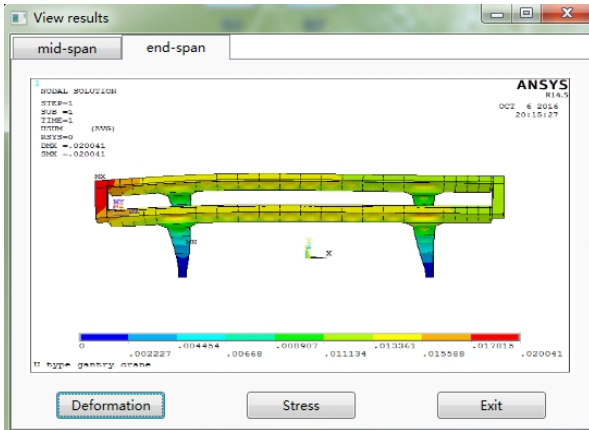 View results
mid-span
end-span
1
NODAL SOLUTION
ANSYS
R14.5
STEP=1
SUB =1
TIME=1
USUM (AVG)
RSYS=0
DMX =.020041
SMX =.020041
OCT 6 2016
20:15:27
MX
MN
X
0
.002227
.004454
.00668
.008907
.011134
.013361
.015588
.017815
.020041
U type gantry crane
Deformation
Stress
Exit